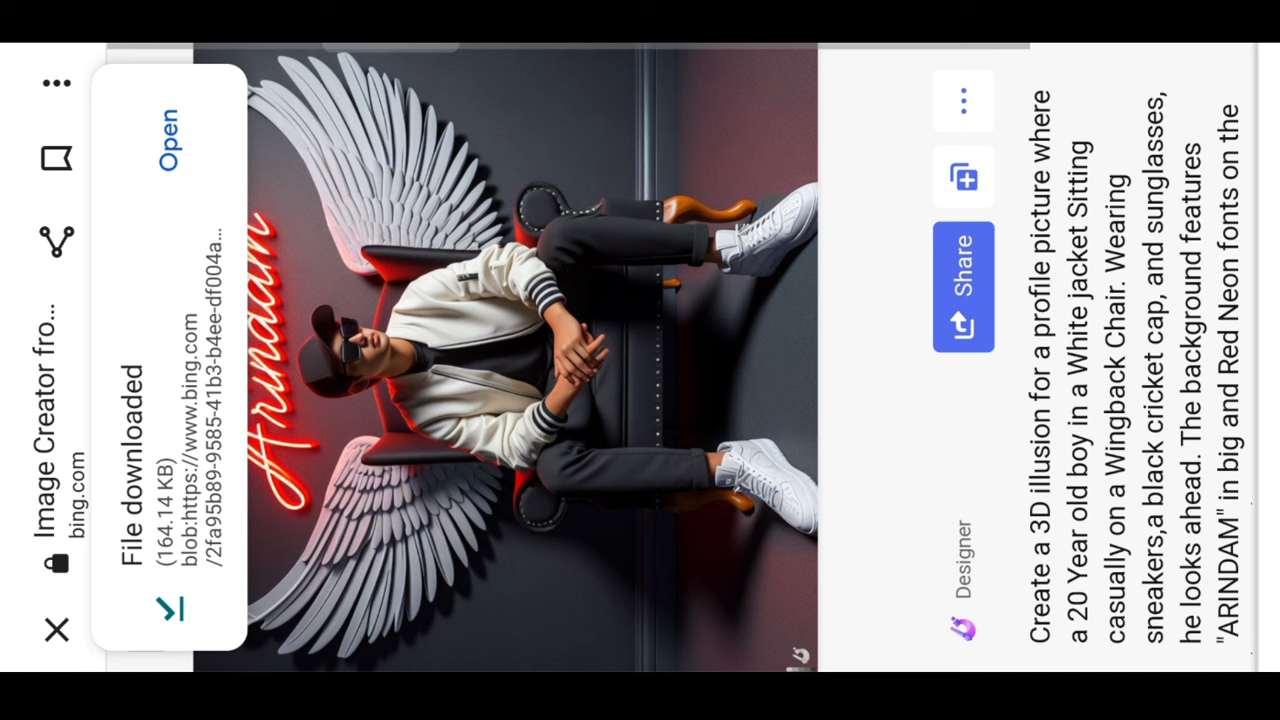 Image Creator fro...
bing.com
File downloaded
(164.14 KB)
blob:https://www.bing.com
/2fa95b89-9585-41b3-b4ee-df004a...
Open
Arindam
Designer
Share
Create a 3D illusion for a profile picture where
a 20 Year old boy in a White jacket Sitting
casually on a Wingback Chair. Wearing
sneakers,a black cricket cap, and sunglasses,
he looks ahead. The background features
"ARINDAM" in big and Red Neon fonts on the